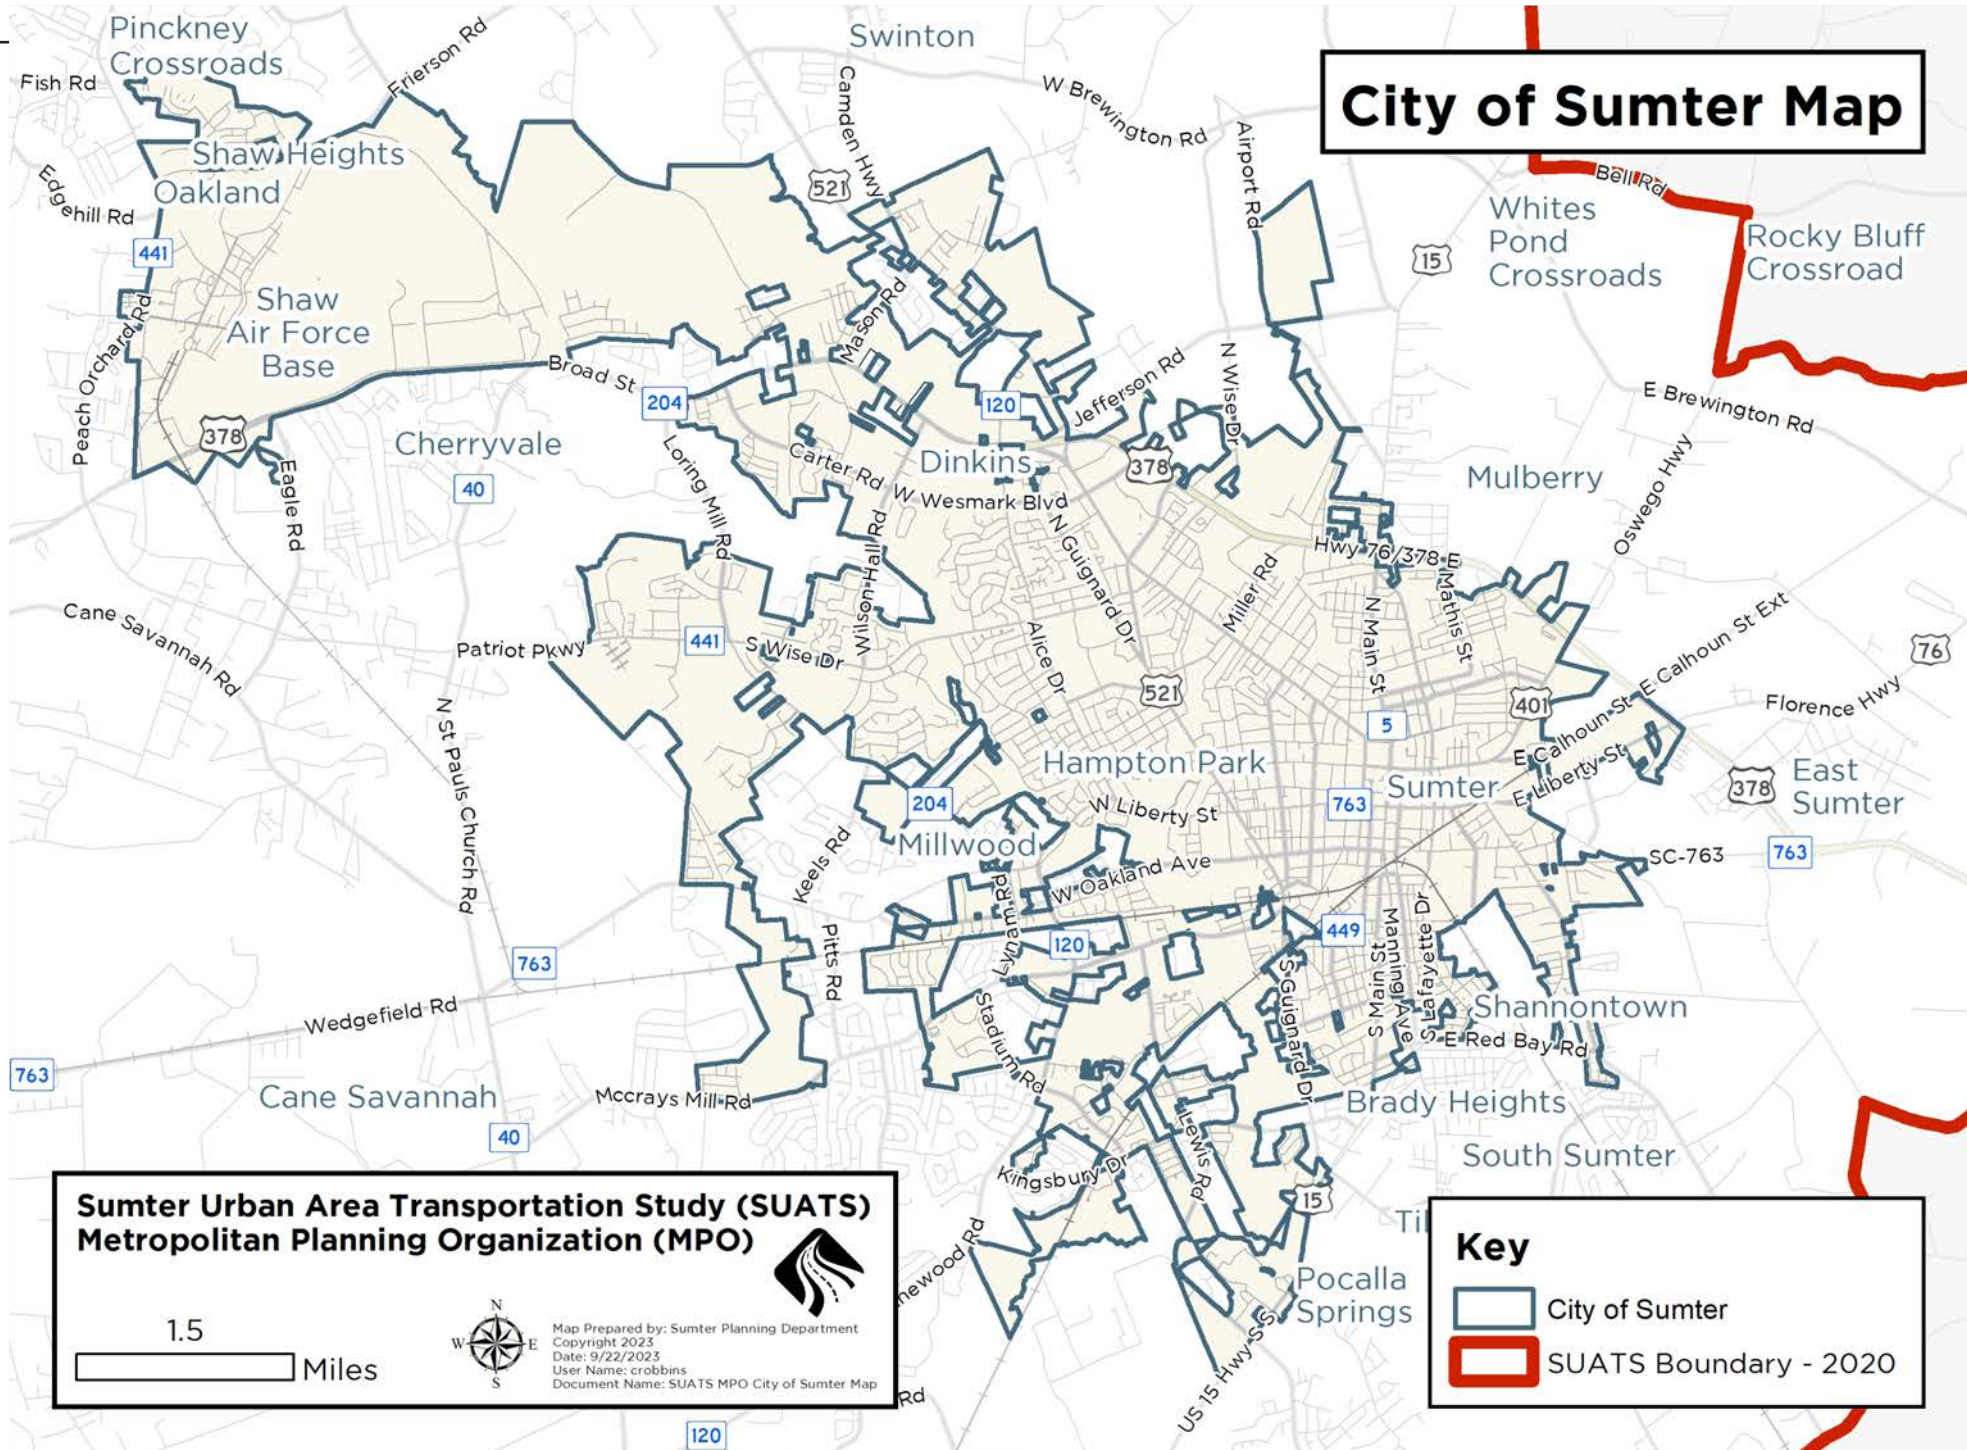 Pinckney
Crossroads
Fish Rd
Frierson Rd
Swinton
Camden Hwy
W Brewington Rd
Airport Rd
City of Sumter Map
Bell Rd
Shaw Heights
Oakland
Edgehill Rd
521
Whites
Pond
Crossroads
Rocky Bluff
Crossroad
441
15
Shaw
Air Force
Base
Peach Orchard Rd
Mason Rd
Broad St
204
120
Jefferson Rd
N Wise Dr
E Brewington Rd
378
Cherryvale
40
Eagle Rd
Loring Mill Rd
Carter Rd
Dinkins
W Wesmark Blvd
378
Mulberry
Oswego Hwy
N Guignard Dr
Wilson Hall Rd
Hwy 76/378 E
Miller Rd
Mathis St
N Main St
Cane Savannah Rd
Patriot Pkwy
441
S Wise Dr
Alice Dr
521
E Calhoun St Ext
76
401
Florence Hwy
5
E Calhoun St
E Liberty St
N St Pauls Church Rd
Hampton Park
Sumter
East
Sumter
378
204
W Liberty St
763
Millwood
Keels Rd
W Oakland Ave
SC-763
763
Lynam Rd
Pitts Rd
763
120
449
S Main St
Manning Ave
S Lafayette Dr
S Guignard Dr
Shannontown
E Red Bay Rd
Wedgefield Rd
Stadium Rd
763
Cane Savannah
Mccrays Mill Rd
Brady Heights
40
Lewis Rd
South Sumter
Kingsbury Dr
15
Til
Pocalla
Springs
US 15 Hwy S
S
newood Rd
Rd
120
Sumter Urban Area Transportation Study (SUATS)
Metropolitan Planning Organization (MPO)
1.5
Miles
N
W
E
S
Map Prepared by: Sumter Planning Department
Copyright 2023
Date: 9/22/2023
User Name: crobbins
Document Name: SUATS MPO City of Sumter Map
Key
City of Sumter
SUATS Boundary - 2020